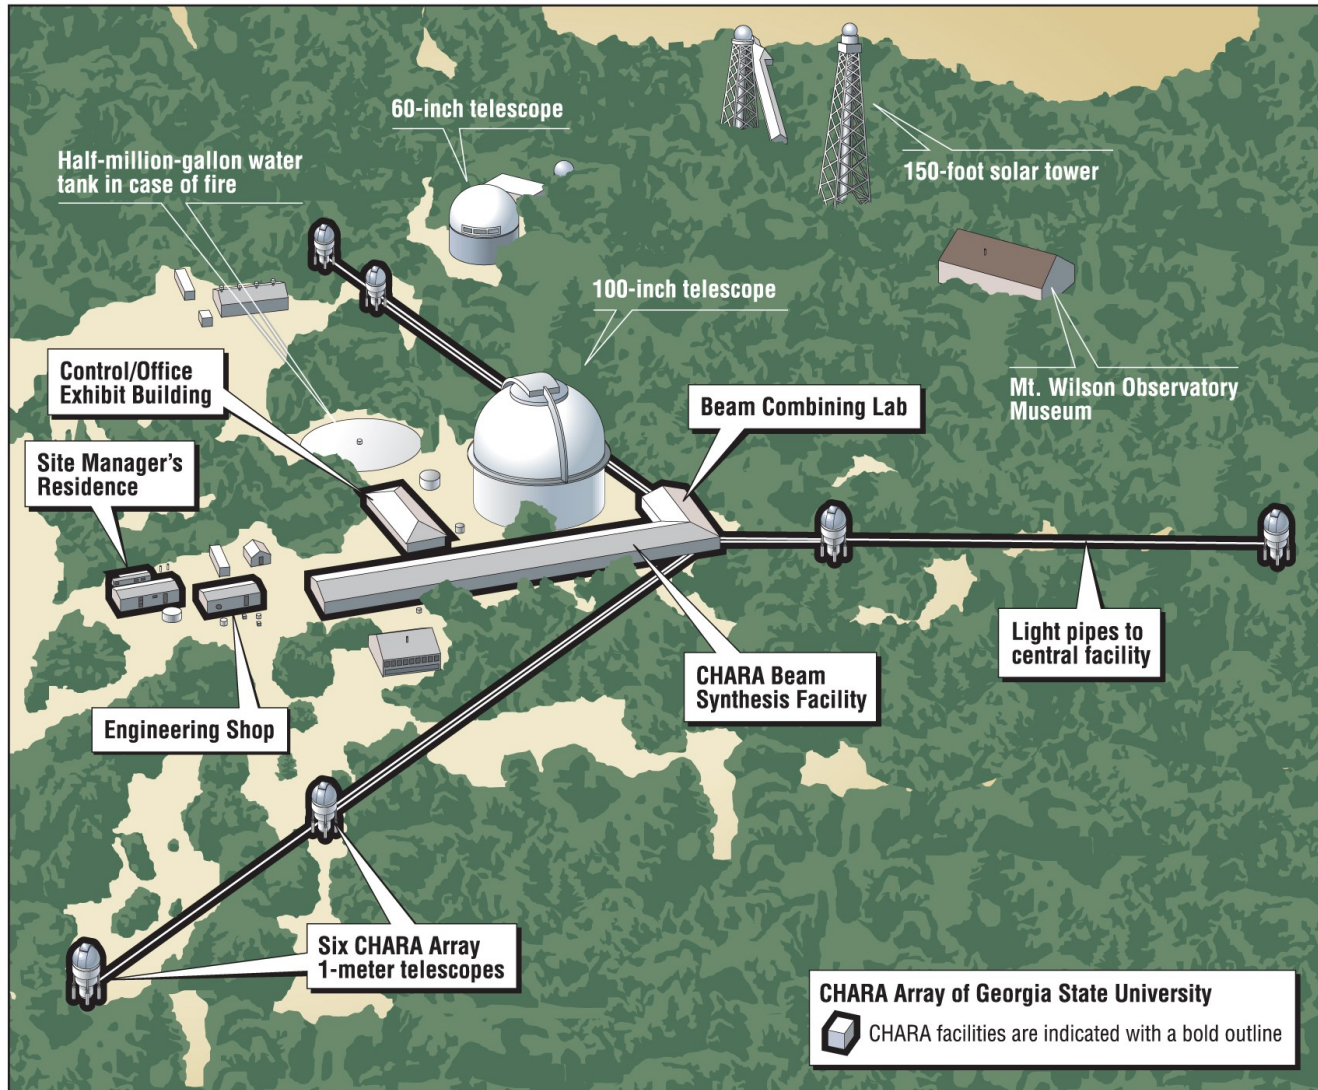 60-inch telescope
Half-million-gallon water
tank in case of fire
150-foot solar tower
100-inch telescope
Control/Office
Exhibit Building
Mt. Wilson Observatory
Museum
Beam Combining Lab
Site Manager’s
Residence
Light pipes to
central facility
CHARA Beam
Synthesis Facility
Engineering Shop
Six CHARA Array
1-meter telescopes
CHARA Array of Georgia State University
CHARA facilities are indicated with a bold outline